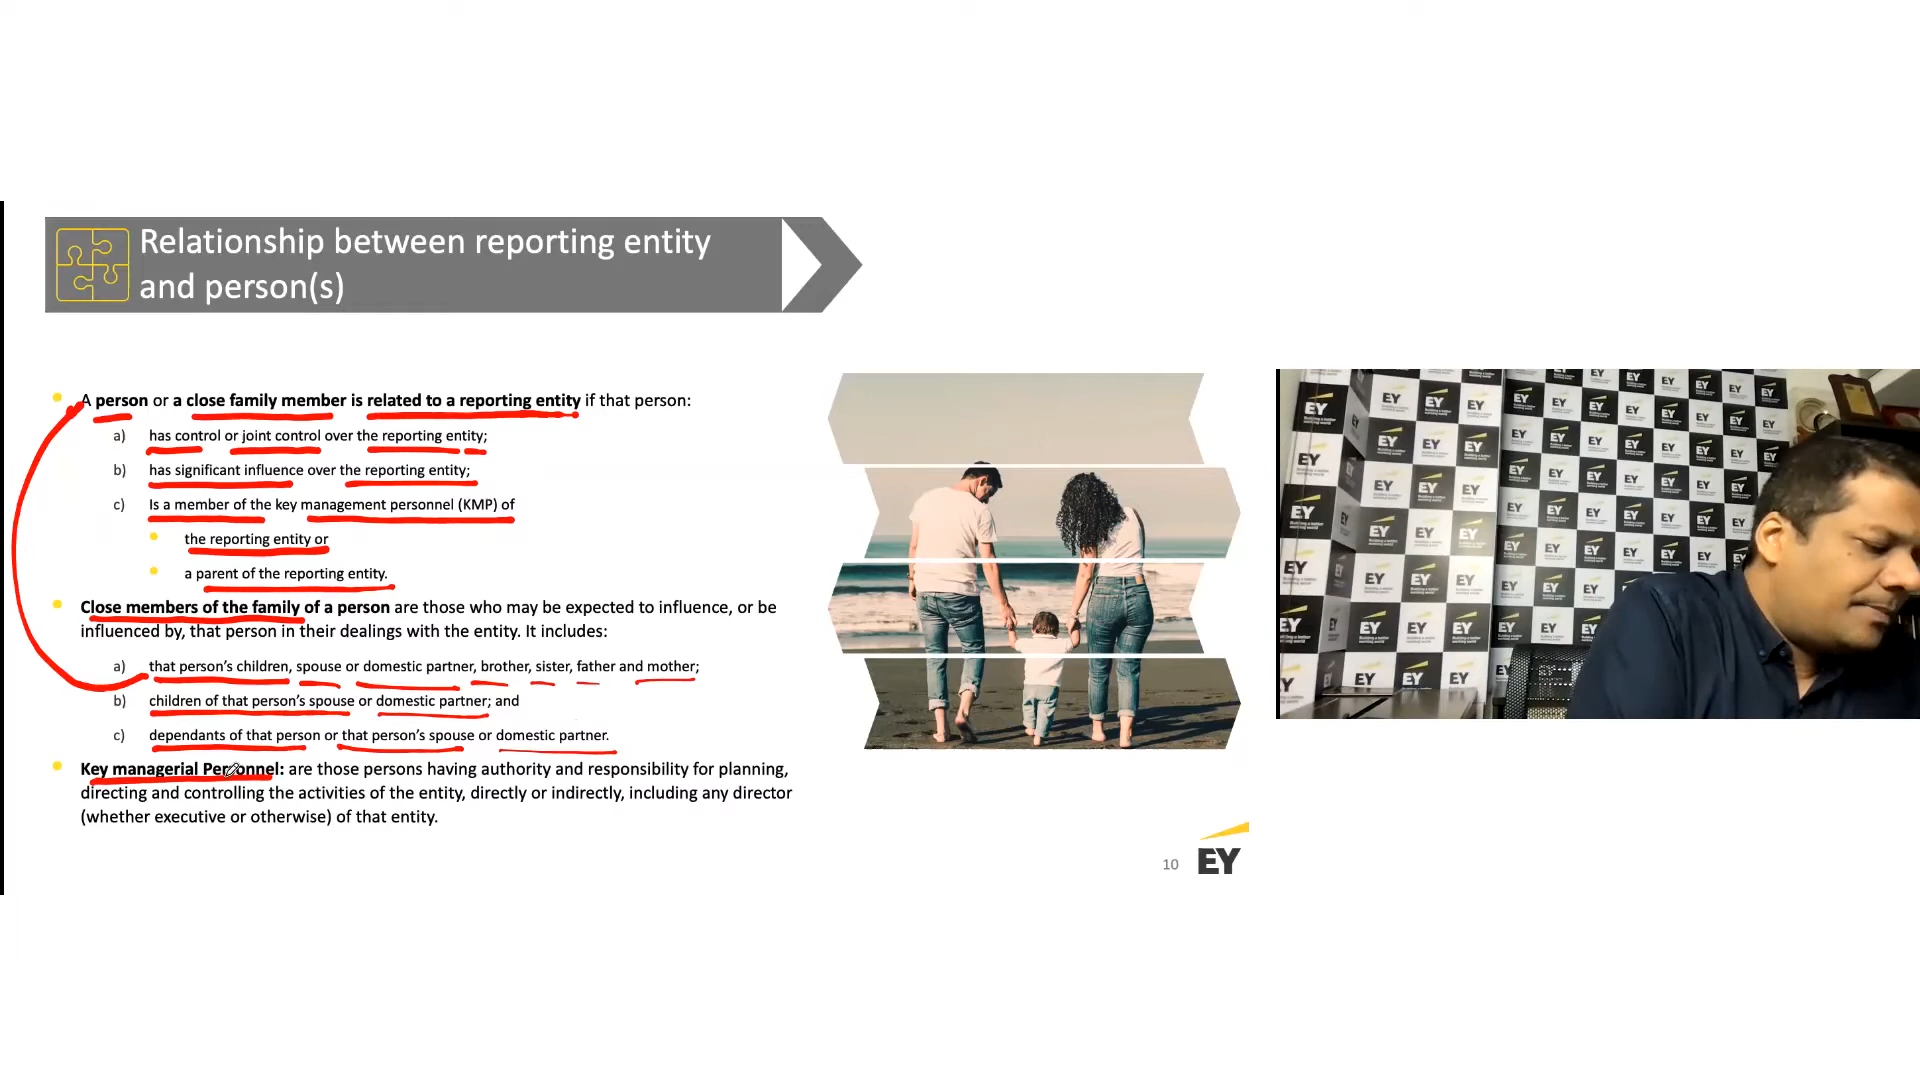 Relationship between reporting entity
and person(s)
A person or a close family member is related to a reporting entity if that person:
a) has control or joint control over the reporting entity;
b) has significant influence over the reporting entity;
c) Is a member of the key management personnel (KMP) of
the reporting entity or
a parent of the reporting entity.
Close members of the family of a person are those who may be expected to influence, or be
influenced by, that person in their dealings with the entity. It includes:
a) that person's children, spouse or domestic partner, brother, sister, father and mother;
b) children of that person's spouse or domestic partner; and
c) dependants of that person or that person's spouse or domestic partner.
Key managerial Personnel: are those persons having authority and responsibility for planning,
directing and controlling the activities of the entity, directly or indirectly, including any director
(whether executive or otherwise) of that entity.
10
EY